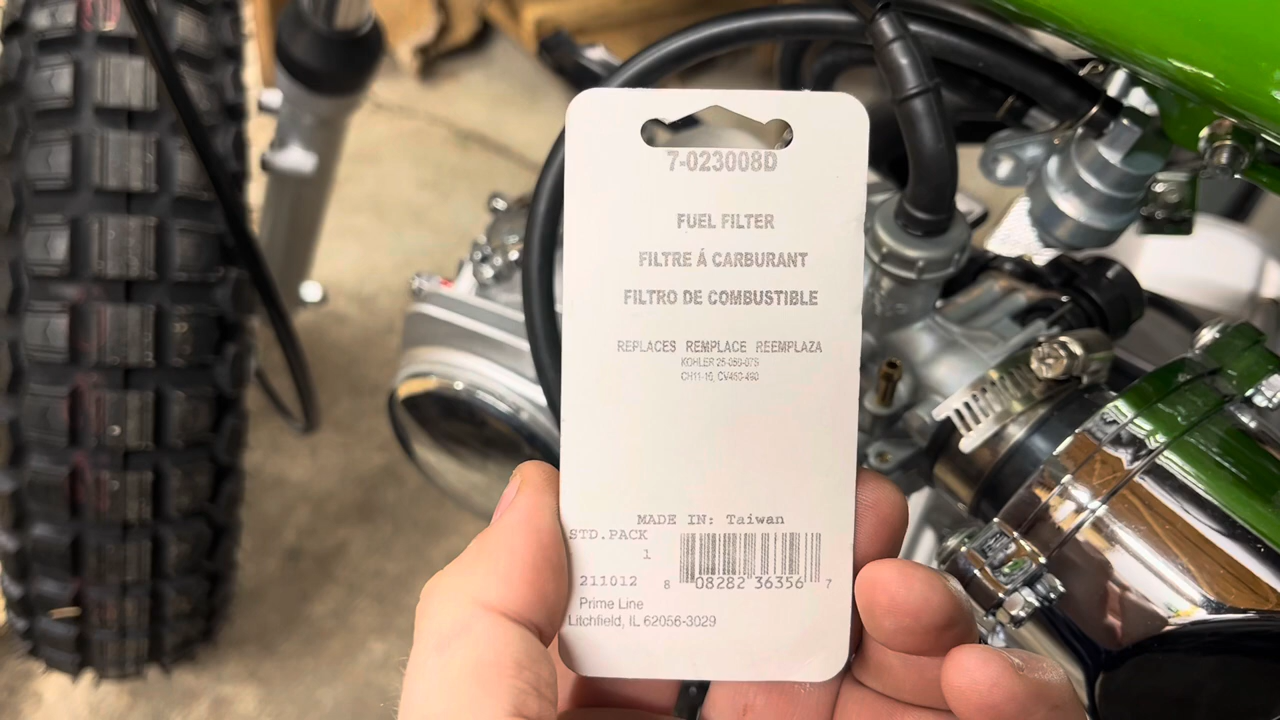 7-023008D
FUEL FILTER
FILTRE Á CARBURANT
FILTRO DE COMBUSTIBLE
REPLACES REMPLACE REEMPLAZA
KOHLER 25-050-07S
CH11-16, CV460-490
MADE IN: Taiwan
STD.PACK
1
211012
8 08282 36356 7
Prime Line
Litchfield, IL 62056-3029